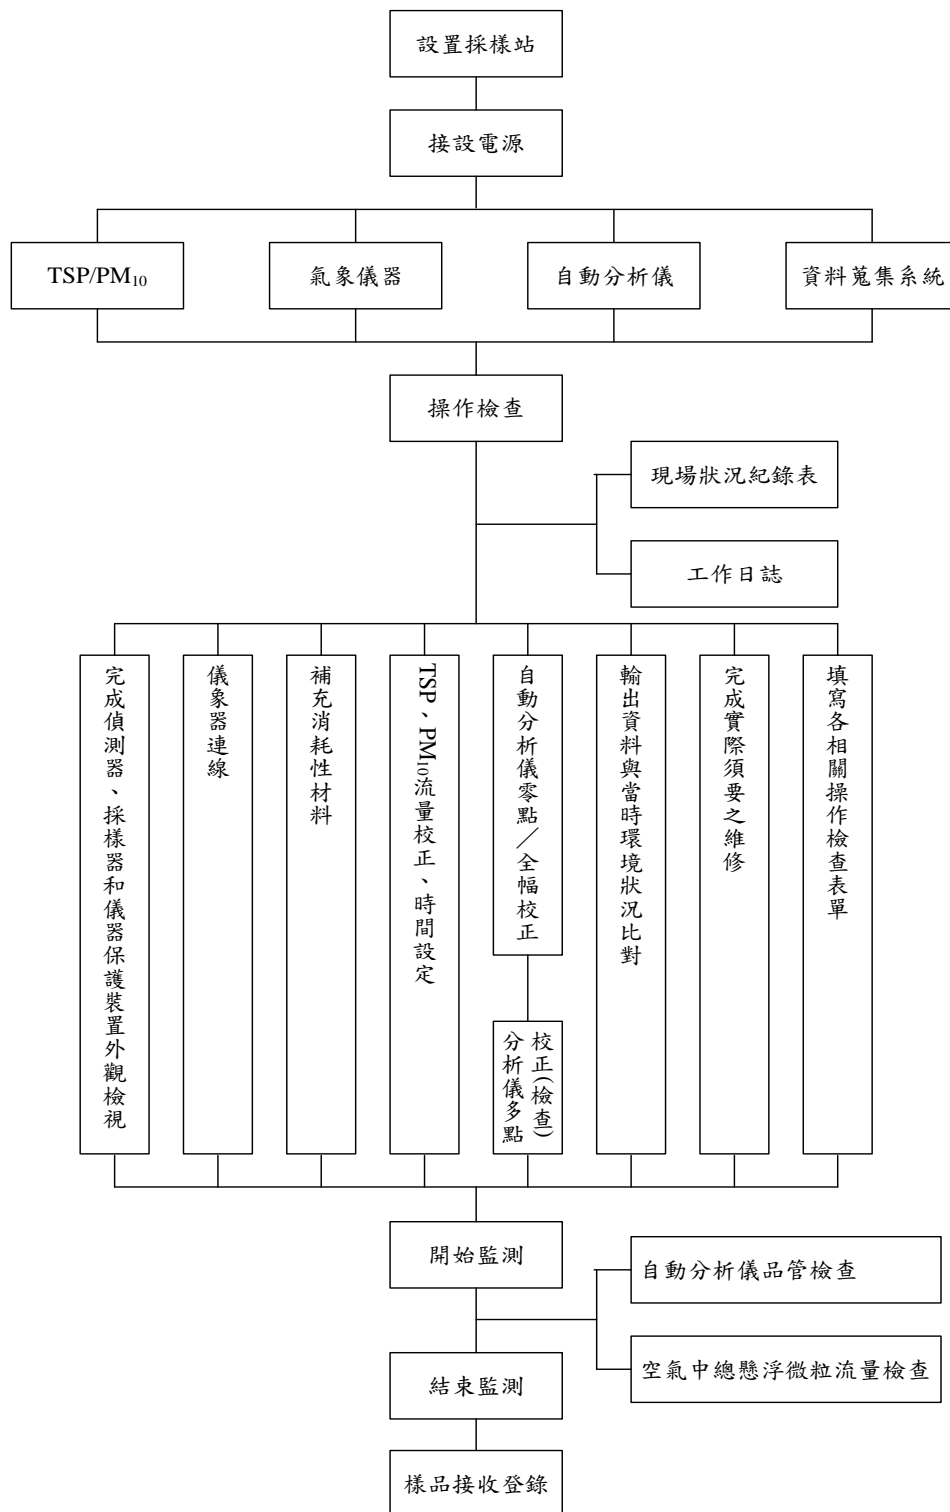 設置採樣站
接設電源
TSP/PM₁₀
氣象儀器
自動分析儀
資料蒐集系統
操作檢查
現場狀況紀錄表
工作日誌
完成偵測器、採樣器和儀器保護裝置外觀檢視
儀象器連線
補充消耗性材料
TSP、PM₁₀流量校正、時間設定
自動分析儀零點／全幅校正
校正(檢查)
分析儀多點
輸出資料與當時環境狀況比對
完成實際須要之維修
填寫各相關操作檢查表單
開始監測
自動分析儀品管檢查
空氣中總懸浮微粒流量檢查
結束監測
樣品接收登錄